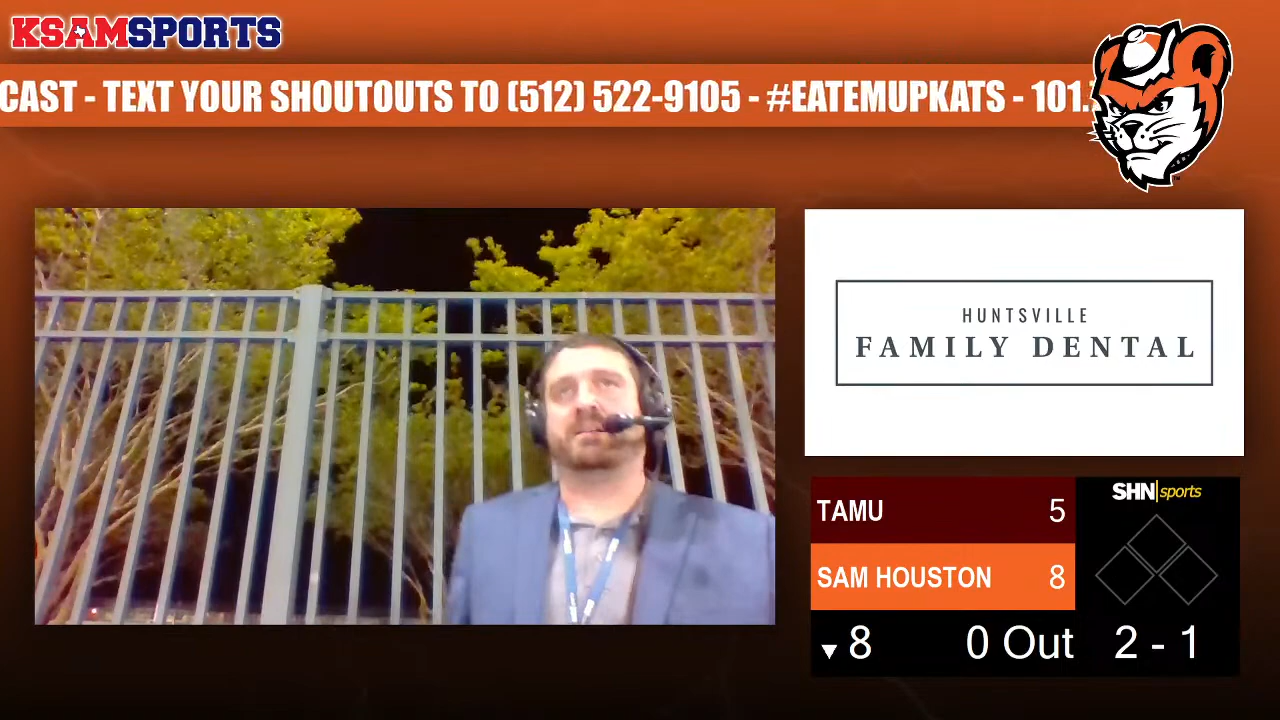 KSAMSPORTS
CAST - TEXT YOUR SHOUTOUTS TO (512) 522-9105 - #EATEMUPKATS - 101.
HUNTSVILLE
FAMILY DENTAL
SHN|sports
TAMU 5
SAM HOUSTON 8
▼ 8 0 Out 2 - 1